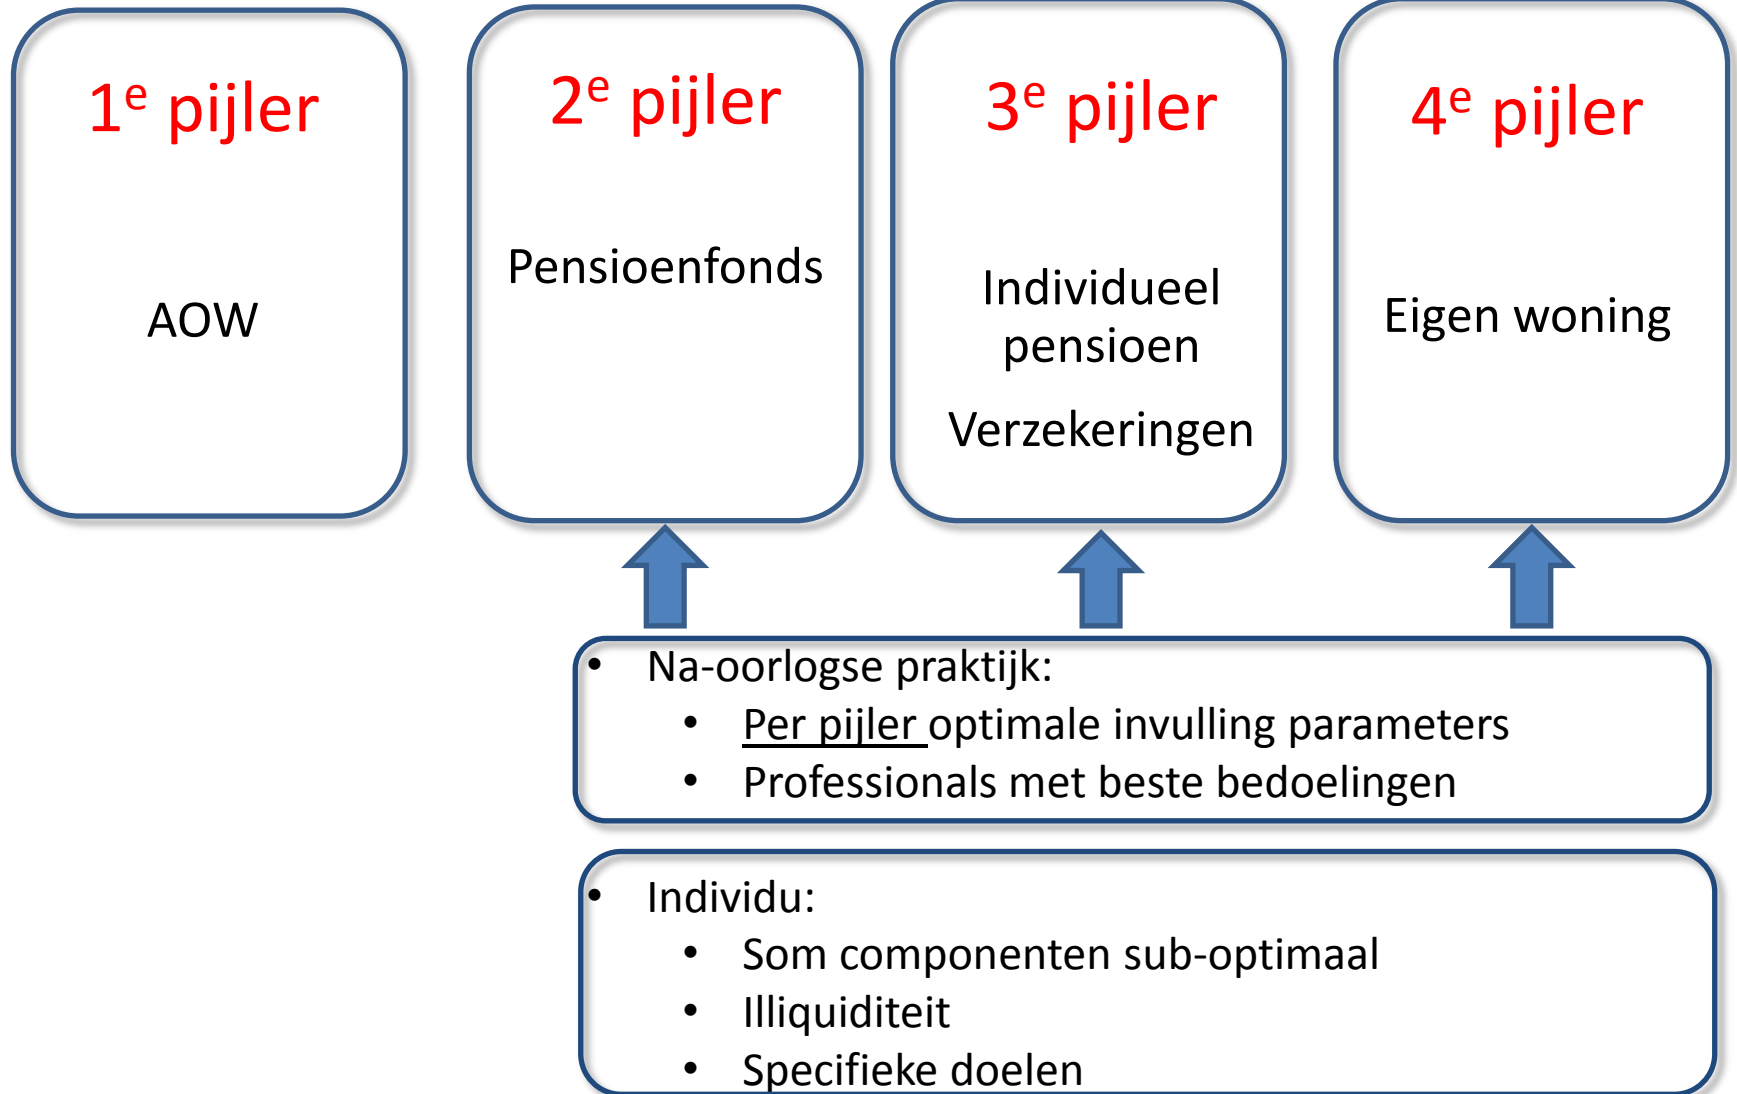 1e pijler
AOW
2e pijler
Pensioenfonds
3e pijler
Individueel
pensioen
Verzekeringen
4e pijler
Eigen woning
• Na-oorlogse praktijk:
• Per pijler optimale invulling parameters
• Professionals met beste bedoelingen
• Individu:
• Som componenten sub-optimaal
• Illiquiditeit
• Specifieke doelen